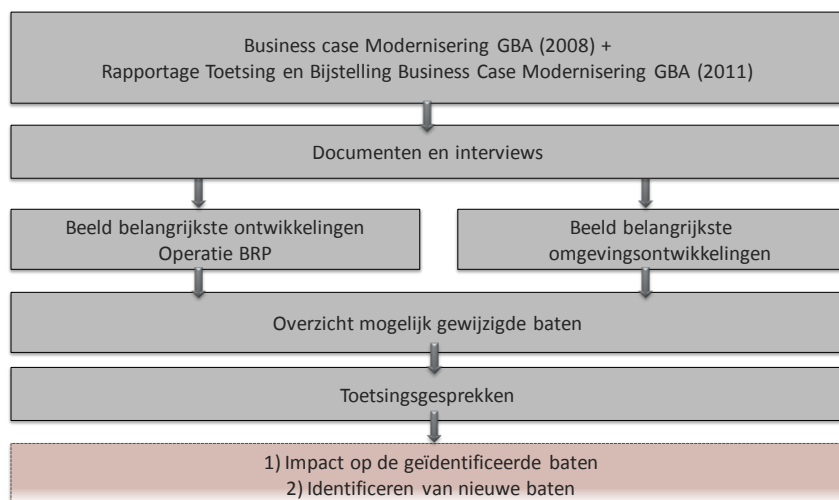 Business case Modernisering GBA (2008) +
Rapportage Toetsing en Bijstelling Business Case Modernisering GBA (2011)
Documenten en interviews
Beeld belangrijkste ontwikkelingen
Operatie BRP
Beeld belangrijkste
omgevingsontwikkelingen
Overzicht mogelijk gewijzigde baten
Toetsingsgesprekken
1) Impact op de geïdentificeerde baten
2) Identificeren van nieuwe baten